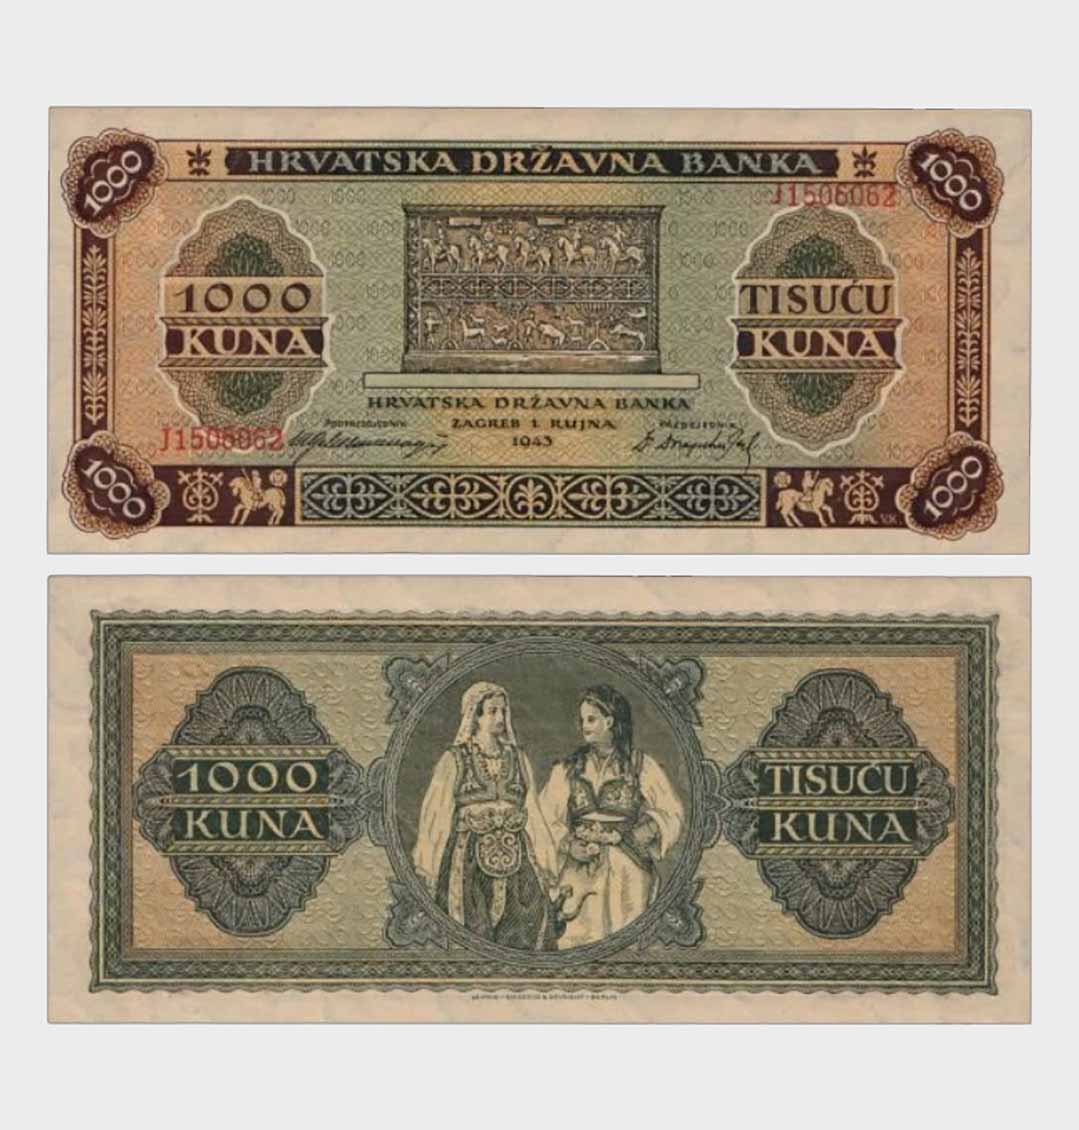 1000
HRVATSKA DRŽAVNA BANKA
1000
J1506062
1000
KUNA
TISUĆU
KUNA
HRVATSKA DRŽAVNA BANKA
ZAGREB 1. RUJNA
1943
J1506062
1000
1000
1000
KUNA
TISUĆU
KUNA